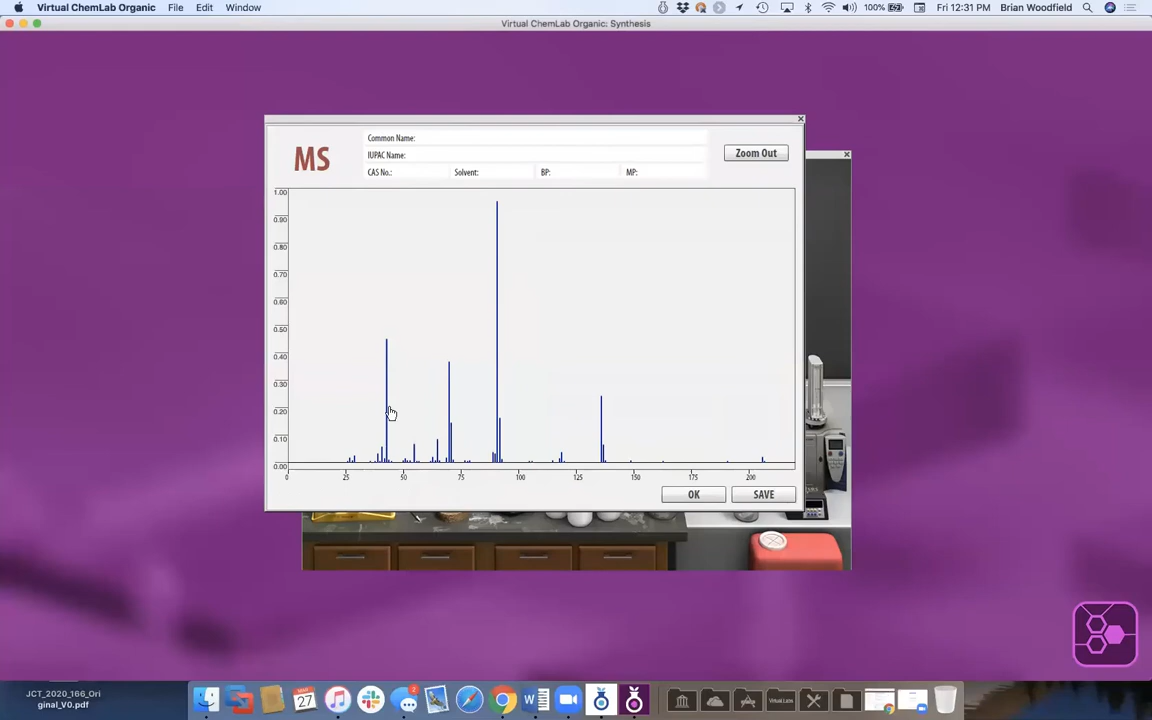 Virtual ChemLab Organic File Edit Window 100% Fri 12:31 PM Brian Woodfield
Virtual ChemLab Organic: Synthesis
MS
Common Name:
IUPAC Name:
CAS No.: Solvent: BP: MP:
Zoom Out
1.00
0.90
0.80
0.70
0.60
0.50
0.40
0.30
0.20
0.10
0.00
0 25 50 75 100 125 150 175 200
OK SAVE
MAR
27
2
W
JCT_2020_166_Ori
ginal_V0.pdf